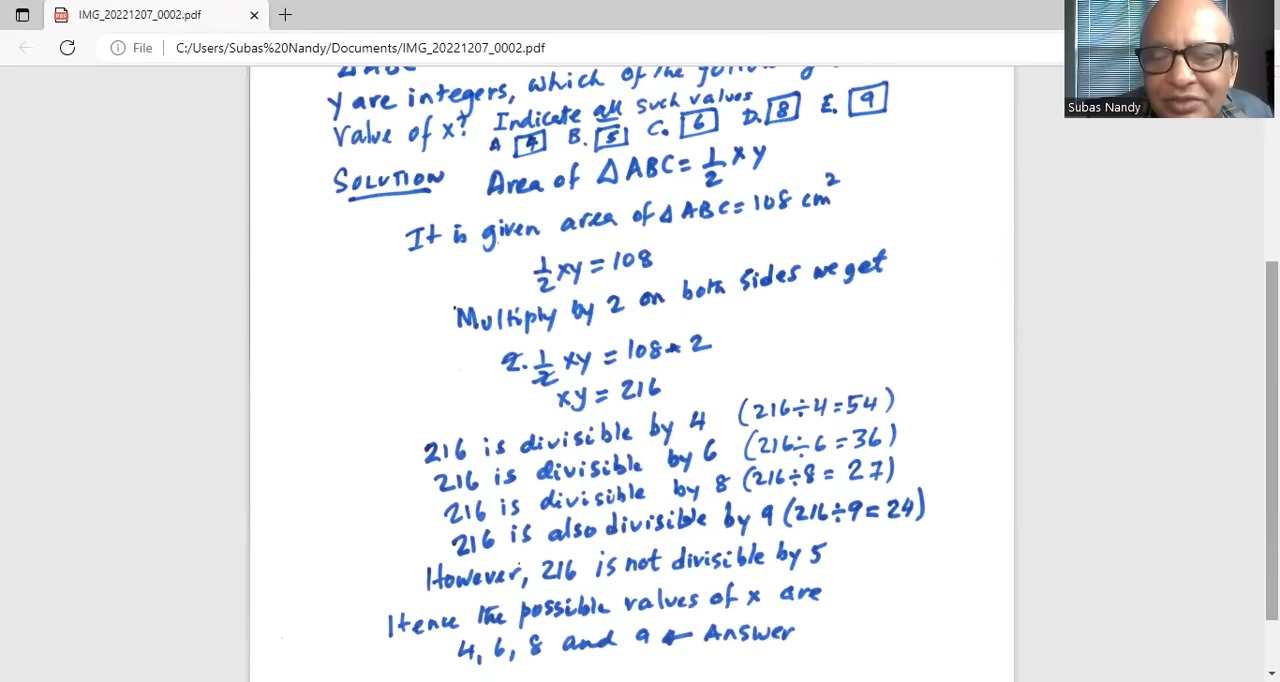 IMG_20221207_0002.pdf
File C:/Users/Subas%20Nandy/Documents/IMG_20221207_0002.pdf
Subas Nandy
Δ ABC
y are integers, which of the
value of x? Indicate all such values
A 4 B. 5 C. 6 D. 8 E. 9
SOLUTION Area of Δ ABC = 1/2 xy
It is given area of Δ ABC = 108 cm²
1/2 xy = 108
Multiply by 2 on both sides we get
2. 1/2 xy = 108 * 2
xy = 216
216 is divisible by 4 (216÷4=54)
216 is divisible by 6 (216÷6=36)
216 is divisible by 8 (216÷8=27)
216 is also divisible by 9 (216÷9=24)
However, 216 is not divisible by 5
Hence the possible values of x are
4, 6, 8 and 9 ← Answer